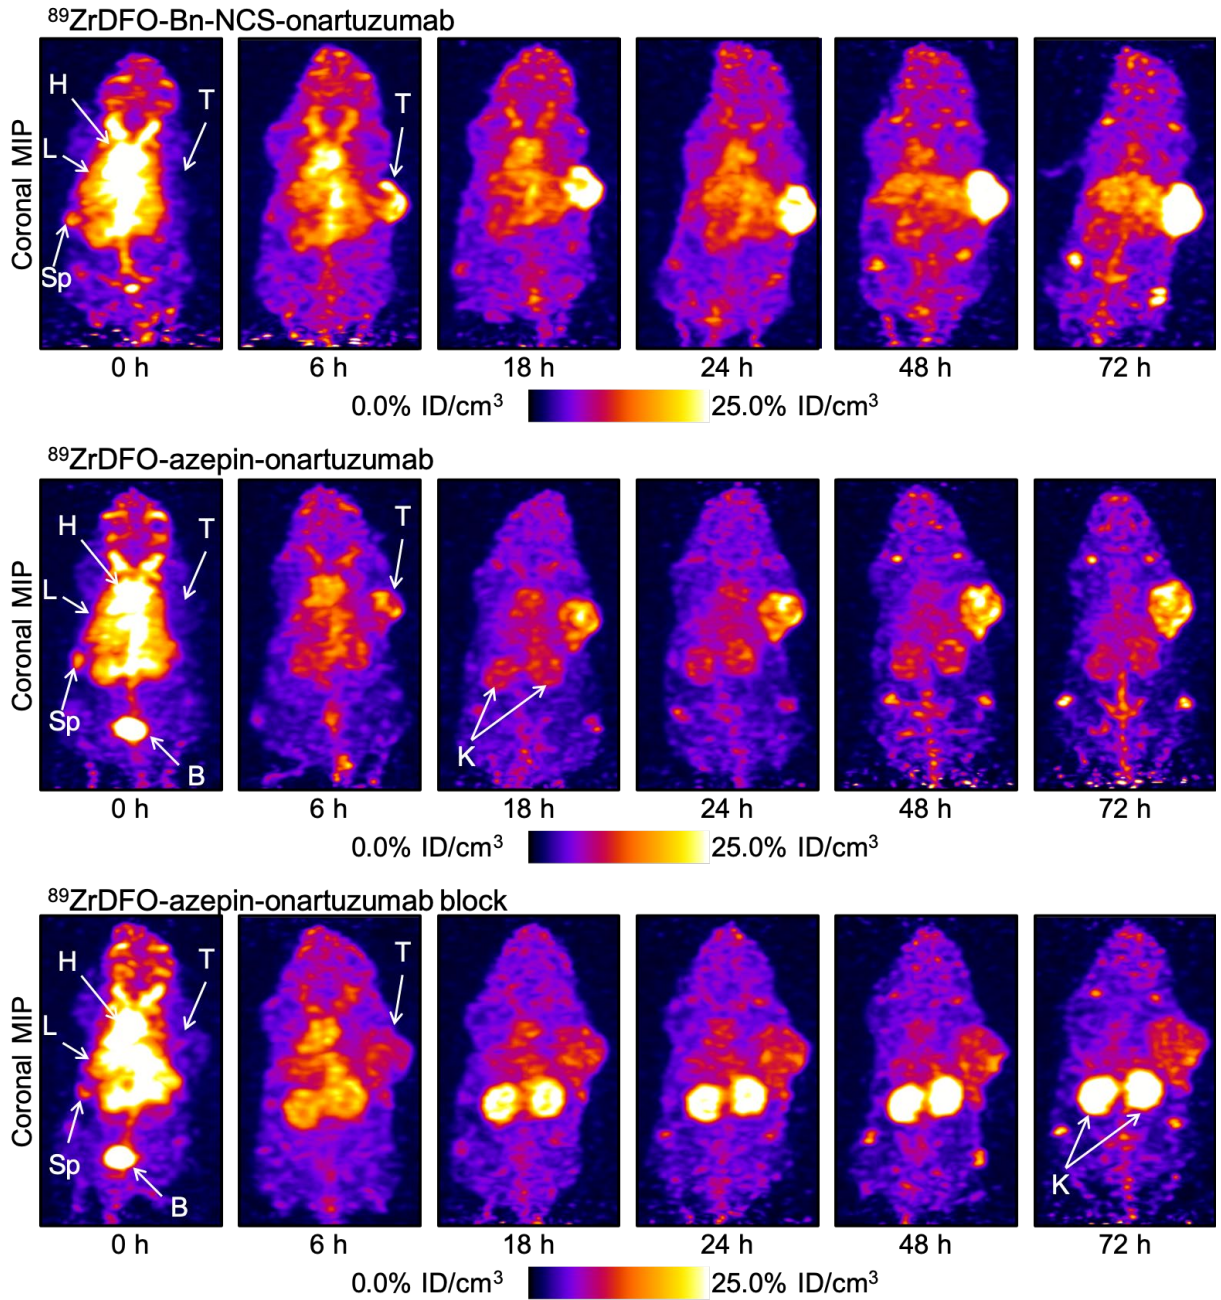 ⁸⁹ZrDFO-Bn-NCS-onartuzumab
Coronal MIP
H
T
L
Sp
T
0 h 6 h 18 h 24 h 48 h 72 h
0.0% ID/cm³ 25.0% ID/cm³
⁸⁹ZrDFO-azepin-onartuzumab
Coronal MIP
H
T
L
Sp
B
T
K
0 h 6 h 18 h 24 h 48 h 72 h
0.0% ID/cm³ 25.0% ID/cm³
⁸⁹ZrDFO-azepin-onartuzumab block
Coronal MIP
H
T
L
Sp
B
T
K
0 h 6 h 18 h 24 h 48 h 72 h
0.0% ID/cm³ 25.0% ID/cm³